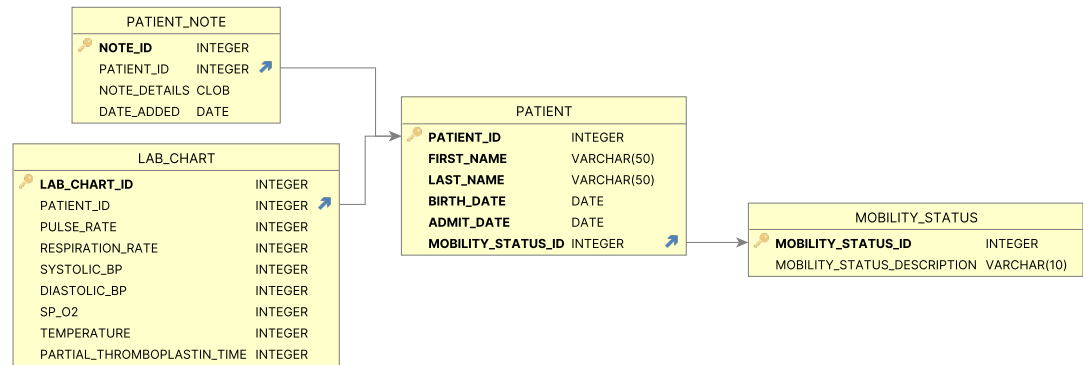 PATIENT_NOTE
NOTE_ID INTEGER
PATIENT_ID INTEGER
NOTE_DETAILS CLOB
DATE_ADDED DATE
LAB_CHART
LAB_CHART_ID INTEGER
PATIENT_ID INTEGER
PULSE_RATE INTEGER
RESPIRATION_RATE INTEGER
SYSTOLIC_BP INTEGER
DIASTOLIC_BP INTEGER
SP_O2 INTEGER
TEMPERATURE INTEGER
PARTIAL_THROMBOPLASTIN_TIME INTEGER
PATIENT
PATIENT_ID INTEGER
FIRST_NAME VARCHAR(50)
LAST_NAME VARCHAR(50)
BIRTH_DATE DATE
ADMIT_DATE DATE
MOBILITY_STATUS_ID INTEGER
MOBILITY_STATUS
MOBILITY_STATUS_ID INTEGER
MOBILITY_STATUS_DESCRIPTION VARCHAR(10)